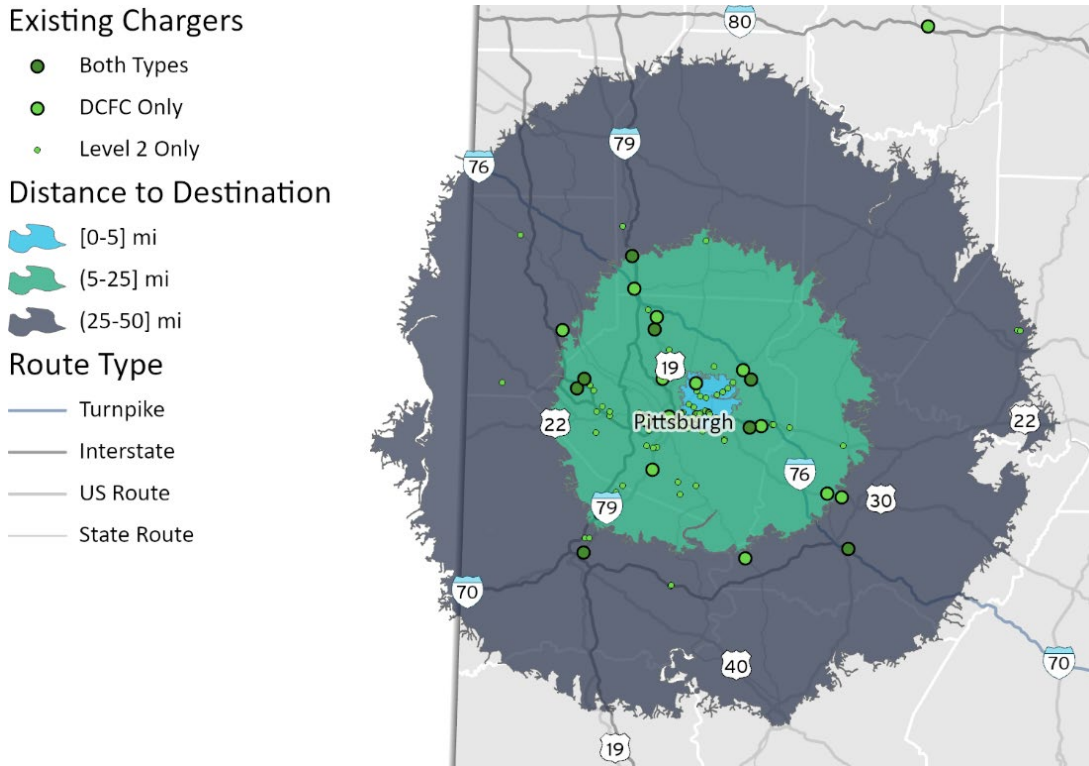 Existing Chargers
Both Types
DCFC Only
Level 2 Only
Distance to Destination
[0-5] mi
(5-25] mi
(25-50] mi
Route Type
Turnpike
Interstate
US Route
State Route
80
79
76
19
Pittsburgh
22
22
76
30
79
70
40
70
19